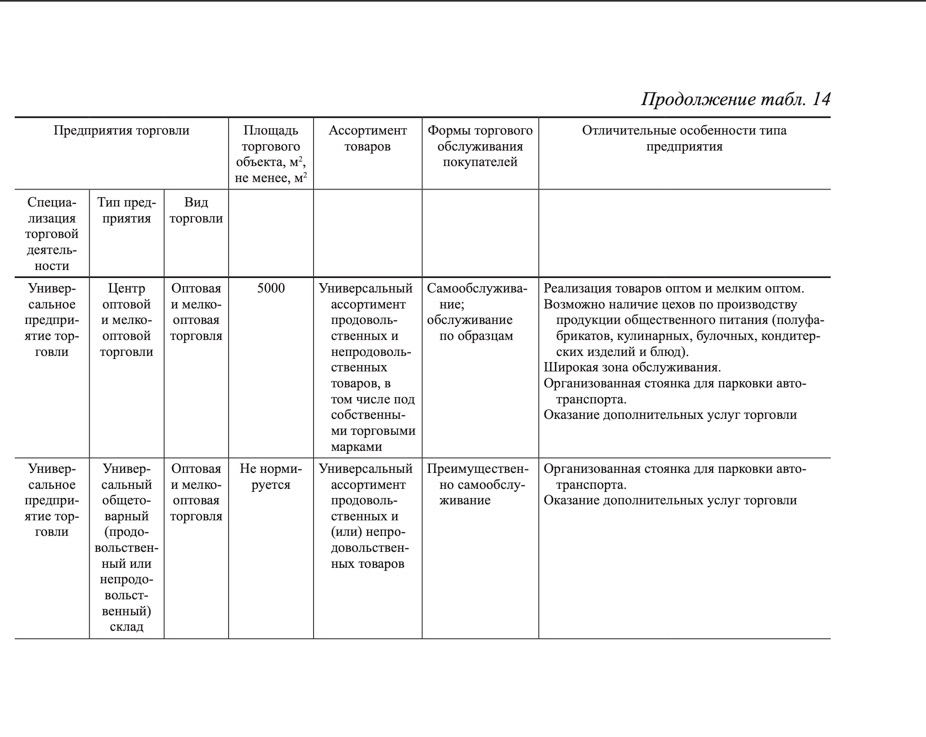 Продолжение табл. 14
Предприятия торговли
Площадь
торгового
объекта, м²,
не менее, м²
Ассортимент
товаров
Формы торгового
обслуживания
покупателей
Отличительные особенности типа
предприятия
Специа-
лизация
торговой
деятель-
ности
Тип пред-
приятия
Вид
торговли
Универ-
сальное
предпри-
ятие тор-
говли
Центр
оптовой
и мелко-
оптовой
торговли
Оптовая
и мелко-
оптовая
торговля
5000
Универсальный
ассортимент
продоволь-
ственных и
непродоволь-
ственных
товаров, в
том числе под
собственны-
ми торговыми
марками
Самообслужива-
ние;
обслуживание
по образцам
Реализация товаров оптом и мелким оптом.
Возможно наличие цехов по производству
продукции общественного питания (полуфа-
брикатов, кулинарных, булочных, кондитер-
ских изделий и блюд).
Широкая зона обслуживания.
Организованная стоянка для парковки авто-
транспорта.
Оказание дополнительных услуг торговли
Универ-
сальное
предпри-
ятие тор-
говли
Универ-
сальный
общето-
варный
(продо-
вольствен-
ный или
непродо-
вольст-
венный)
склад
Оптовая
и мелко-
оптовая
торговля
Не норми-
руется
Универсальный
ассортимент
продоволь-
ственных и
(или) непро-
довольствен-
ных товаров
Преимуществен-
но самообслу-
живание
Организованная стоянка для парковки авто-
транспорта.
Оказание дополнительных услуг торговли